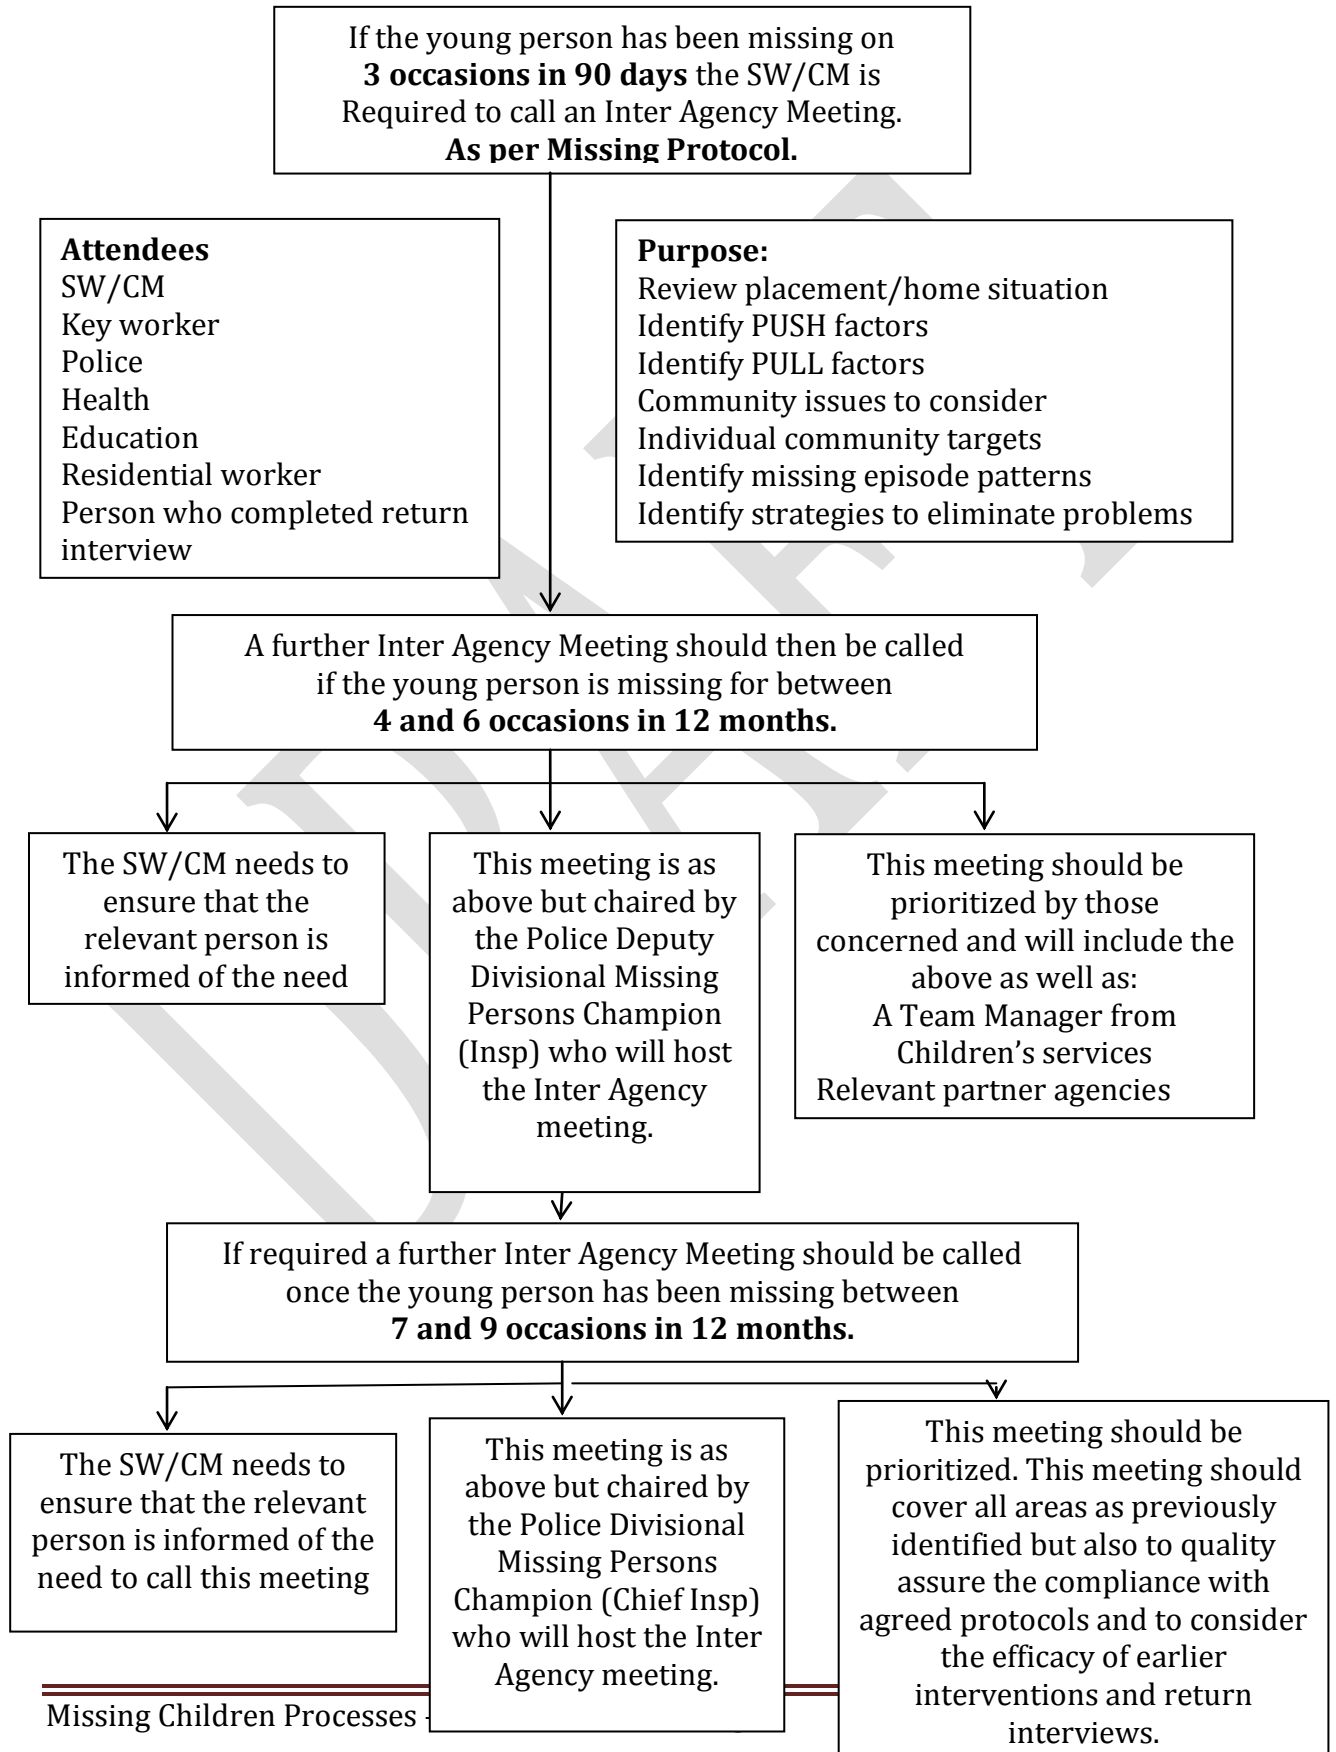 If the young person has been missing on
3 occasions in 90 days the SW/CM is
Required to call an Inter Agency Meeting.
As per Missing Protocol.
Attendees
SW/CM
Key worker
Police
Health
Education
Residential worker
Person who completed return
interview
Purpose:
Review placement/home situation
Identify PUSH factors
Identify PULL factors
Community issues to consider
Individual community targets
Identify missing episode patterns
Identify strategies to eliminate problems
A further Inter Agency Meeting should then be called
if the young person is missing for between
4 and 6 occasions in 12 months.
The SW/CM needs to
ensure that the
relevant person is
informed of the need
This meeting is as
above but chaired by
the Police Deputy
Divisional Missing
Persons Champion
(Insp) who will host
the Inter Agency
meeting.
This meeting should be
prioritized by those
concerned and will include the
above as well as:
A Team Manager from
Children’s services
Relevant partner agencies
If required a further Inter Agency Meeting should be called
once the young person has been missing between
7 and 9 occasions in 12 months.
The SW/CM needs to
ensure that the relevant
person is informed of the
need to call this meeting
This meeting is as
above but chaired by
the Police Divisional
Missing Persons
Champion (Chief Insp)
who will host the Inter
Agency meeting.
This meeting should be
prioritized. This meeting should
cover all areas as previously
identified but also to quality
assure the compliance with
agreed protocols and to consider
the efficacy of earlier
interventions and return
interviews.
Missing Children Processes -
DRAFT